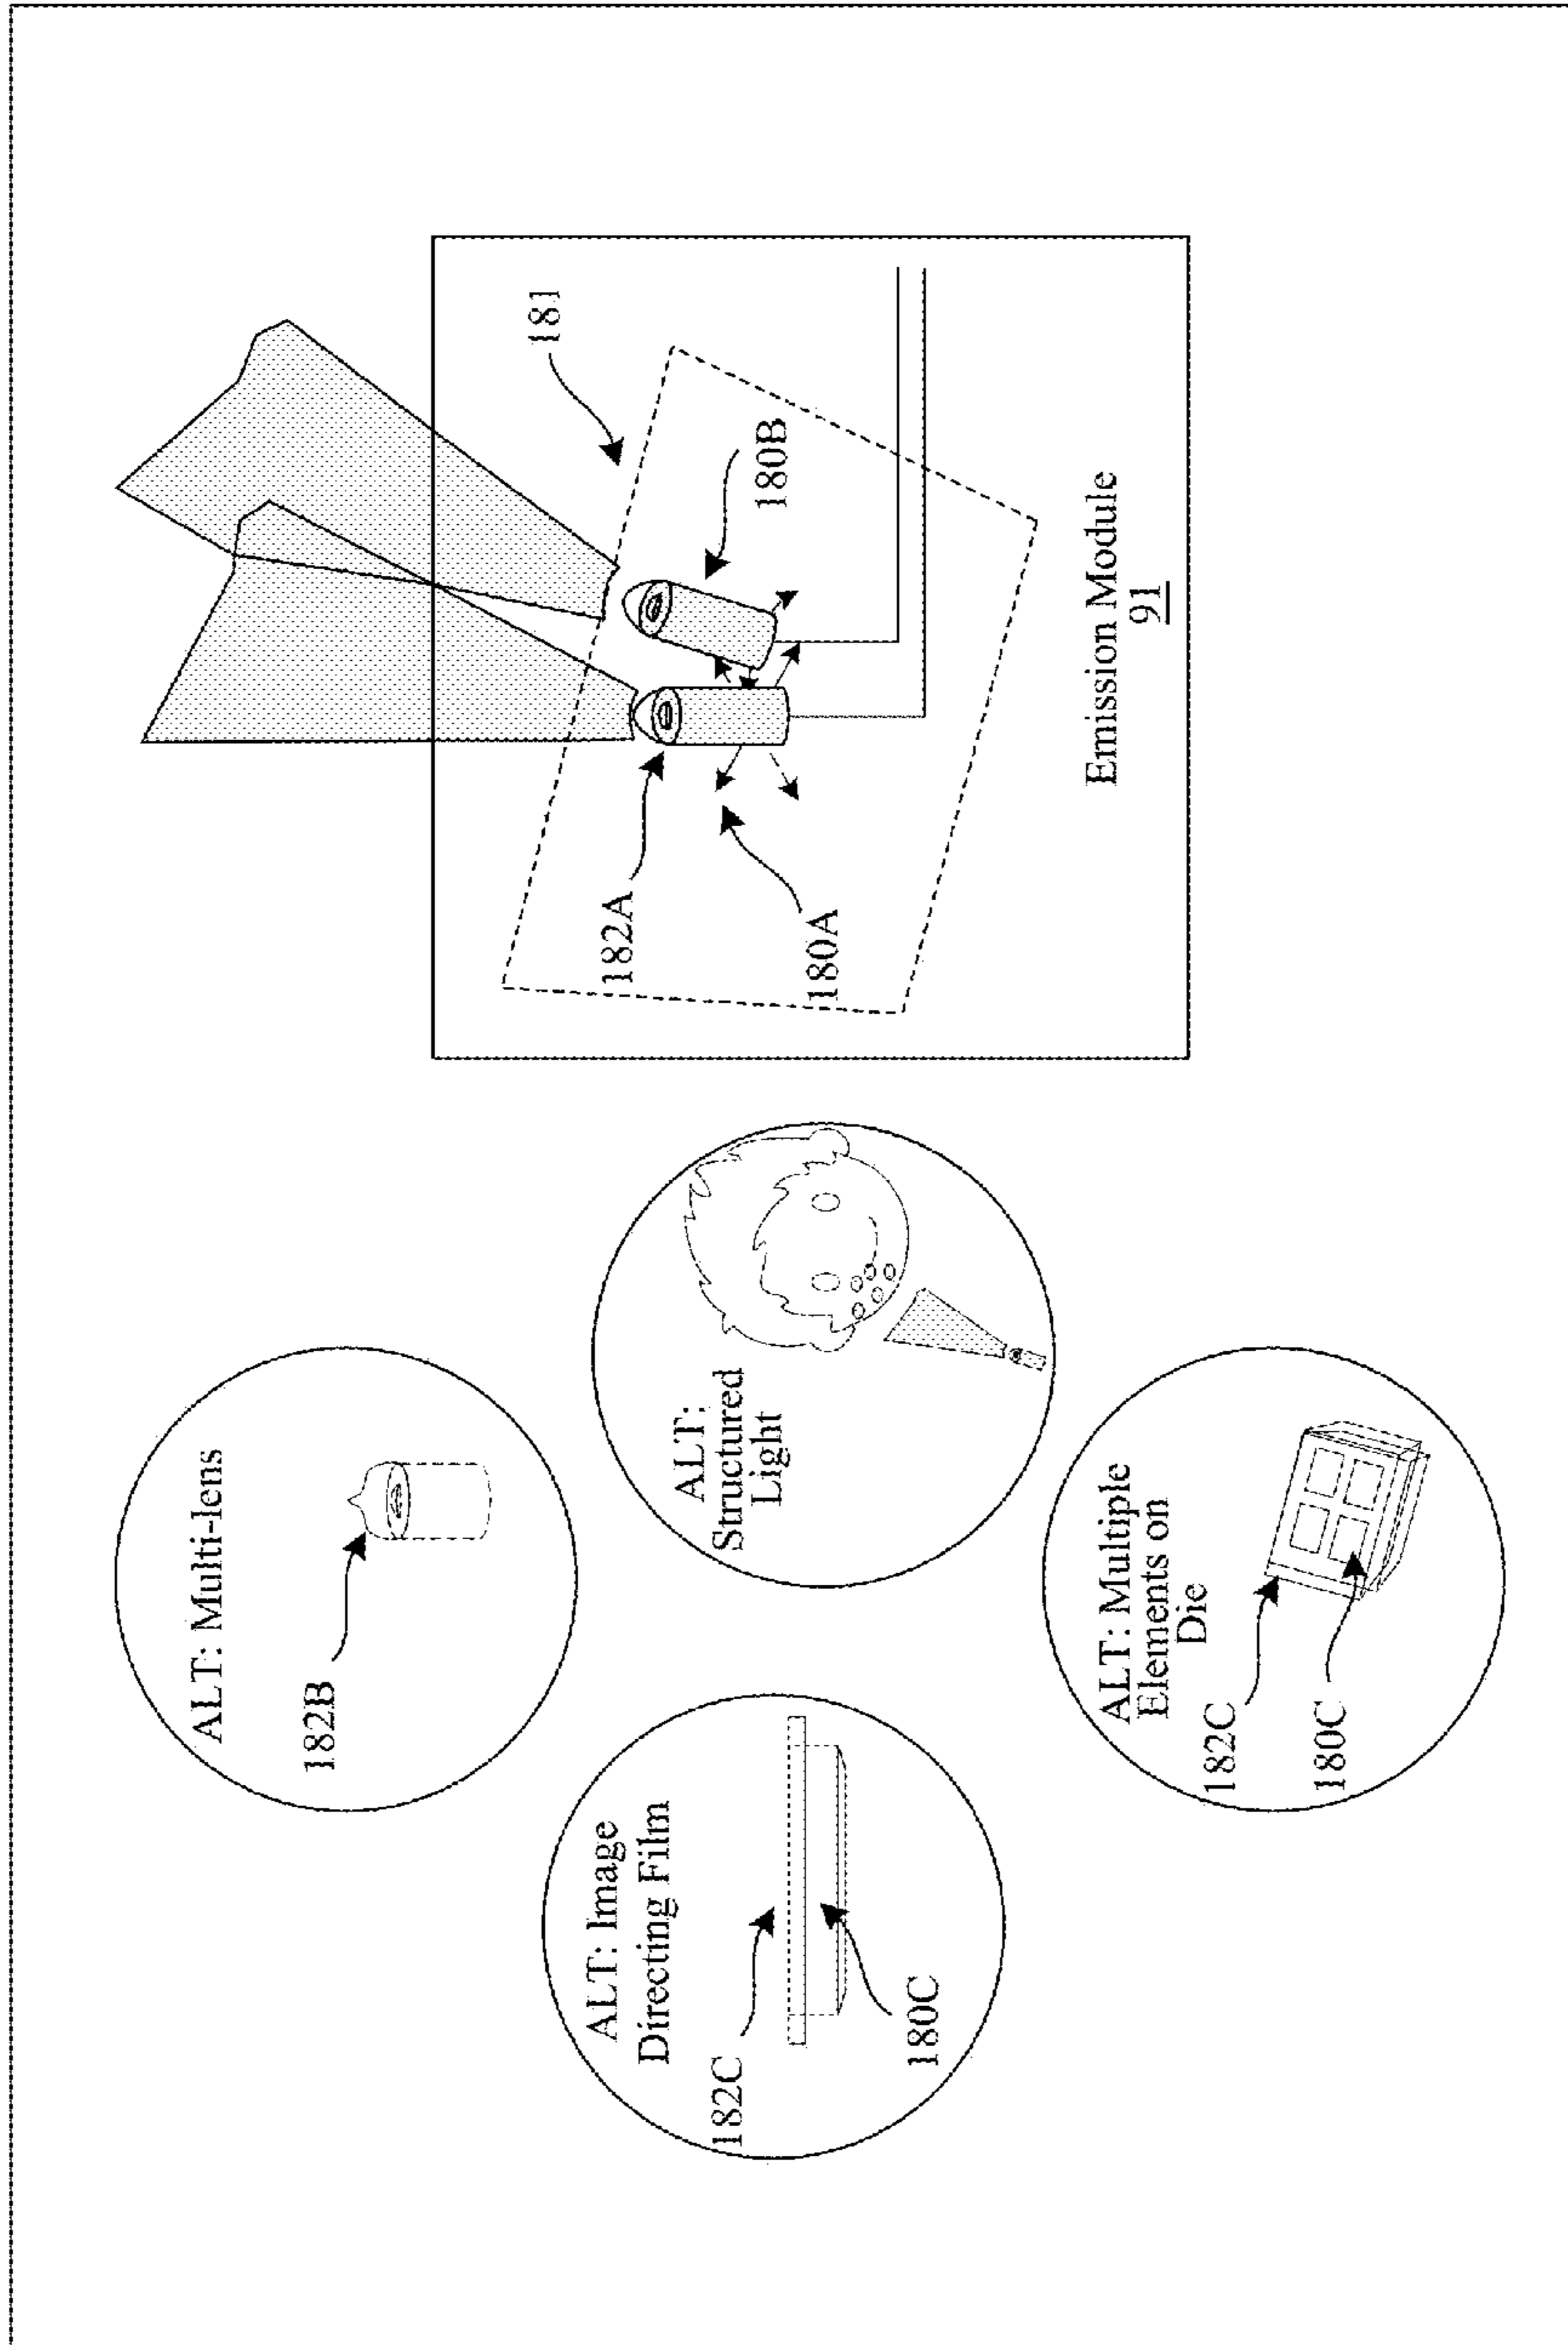 ALT: Multi-lens
182B
ALT: Image
Directing Film
182C
180C
ALT:
Structured
Light
ALT: Multiple
Elements on
Die
182C
180C
181
180B
182A
180A
Emission Module
91